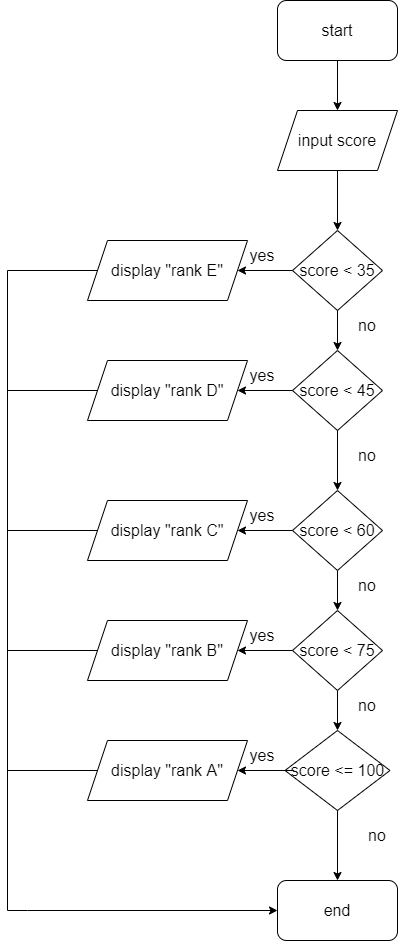 start
input score
yes
display "rank E"
score < 35
no
yes
display "rank D"
score < 45
no
yes
display "rank C"
score < 60
no
yes
display "rank B"
score < 75
no
yes
display "rank A"
score <= 100
no
end